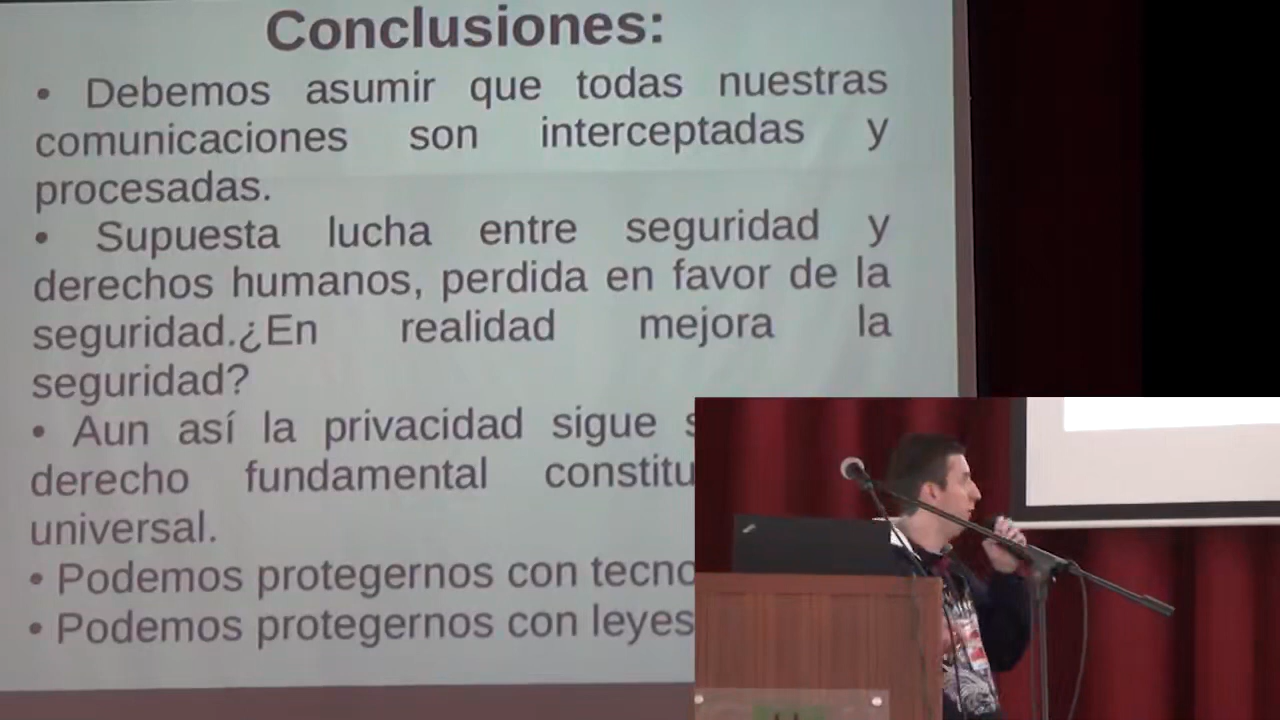 Conclusiones:
• Debemos asumir que todas nuestras
comunicaciones son interceptadas y
procesadas.
• Supuesta lucha entre seguridad y
derechos humanos, perdida en favor de la
seguridad.¿En realidad mejora la
seguridad?
• Aun así la privacidad sigue
derecho fundamental
universal.
• Podemos protegernos con
• Podemos protegernos con leyes